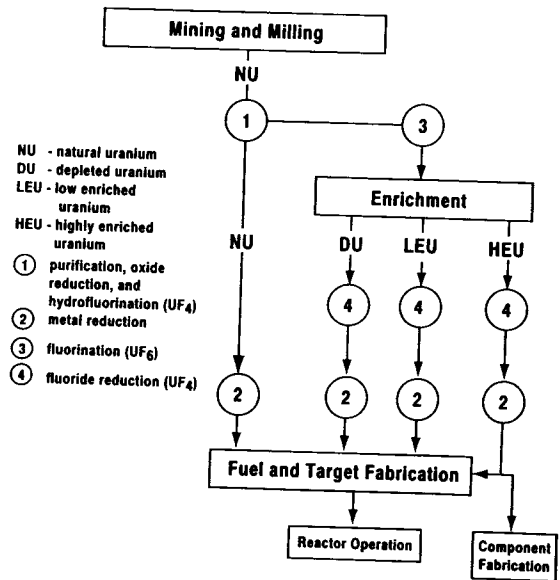 Mining and Milling
NU
1
3
NU - natural uranium
DU - depleted uranium
LEU - low enriched
uranium
HEU - highly enriched
uranium
1 purification, oxide
reduction, and
hydrofluorination (UF4)
2 metal reduction
3 fluorination (UF6)
4 fluoride reduction (UF4)
Enrichment
NU
DU
LEU
HEU
4
4
4
2
2
2
2
Fuel and Target Fabrication
Reactor Operation
Component
Fabrication